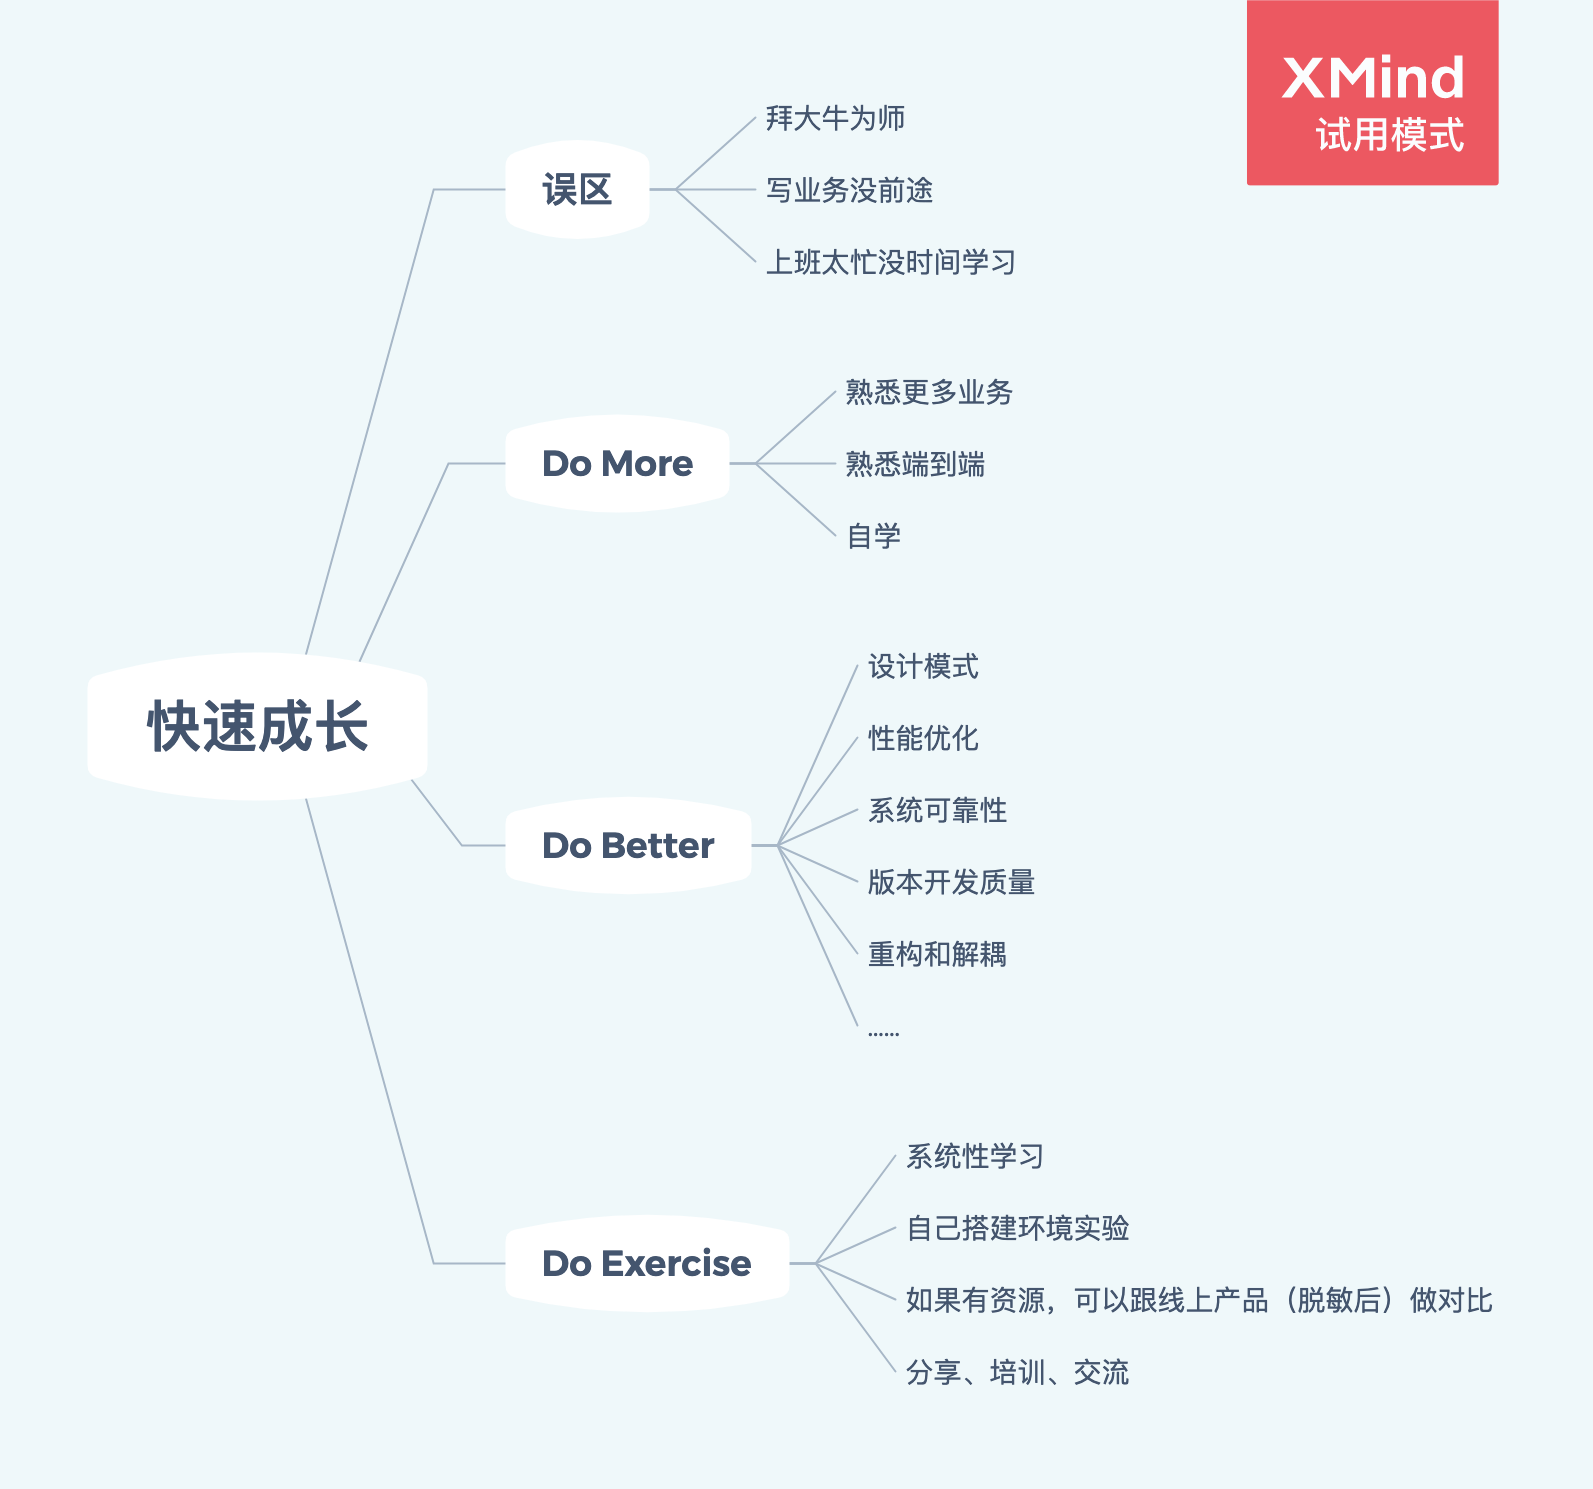 XMind
试用模式
快速成长
误区
拜大牛为师
写业务没前途
上班太忙没时间学习
Do More
熟悉更多业务
熟悉端到端
自学
Do Better
设计模式
性能优化
系统可靠性
版本开发质量
重构和解耦
......
Do Exercise
系统性学习
自己搭建环境实验
如果有资源，可以跟线上产品（脱敏后）做对比
分享、培训、交流